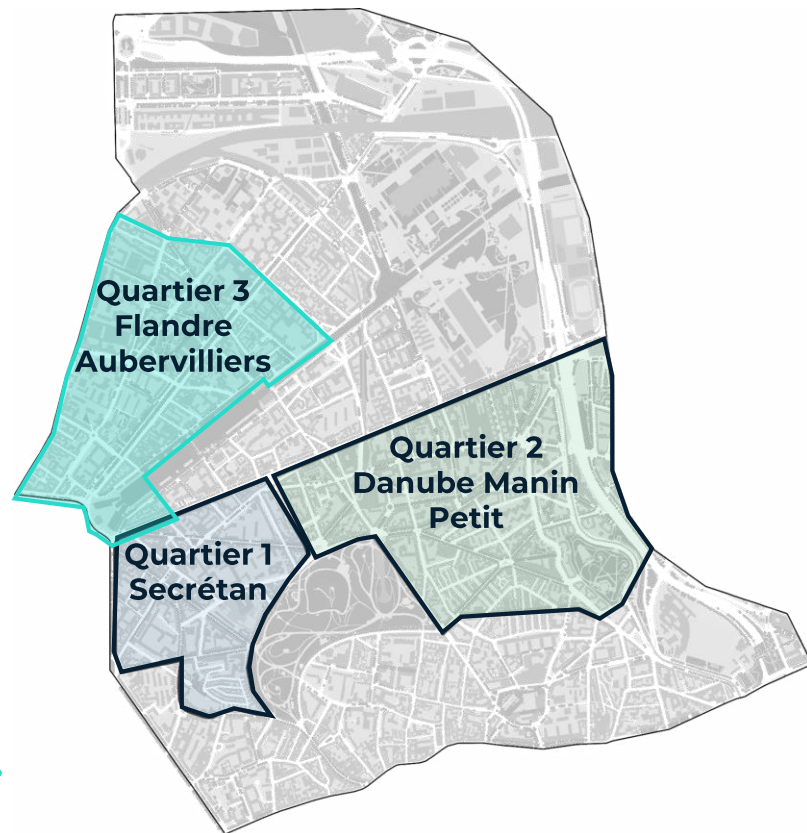 Quartier 3
Flandre
Aubervilliers
Quartier 2
Danube Manin
Petit
Quartier 1
Secrétan